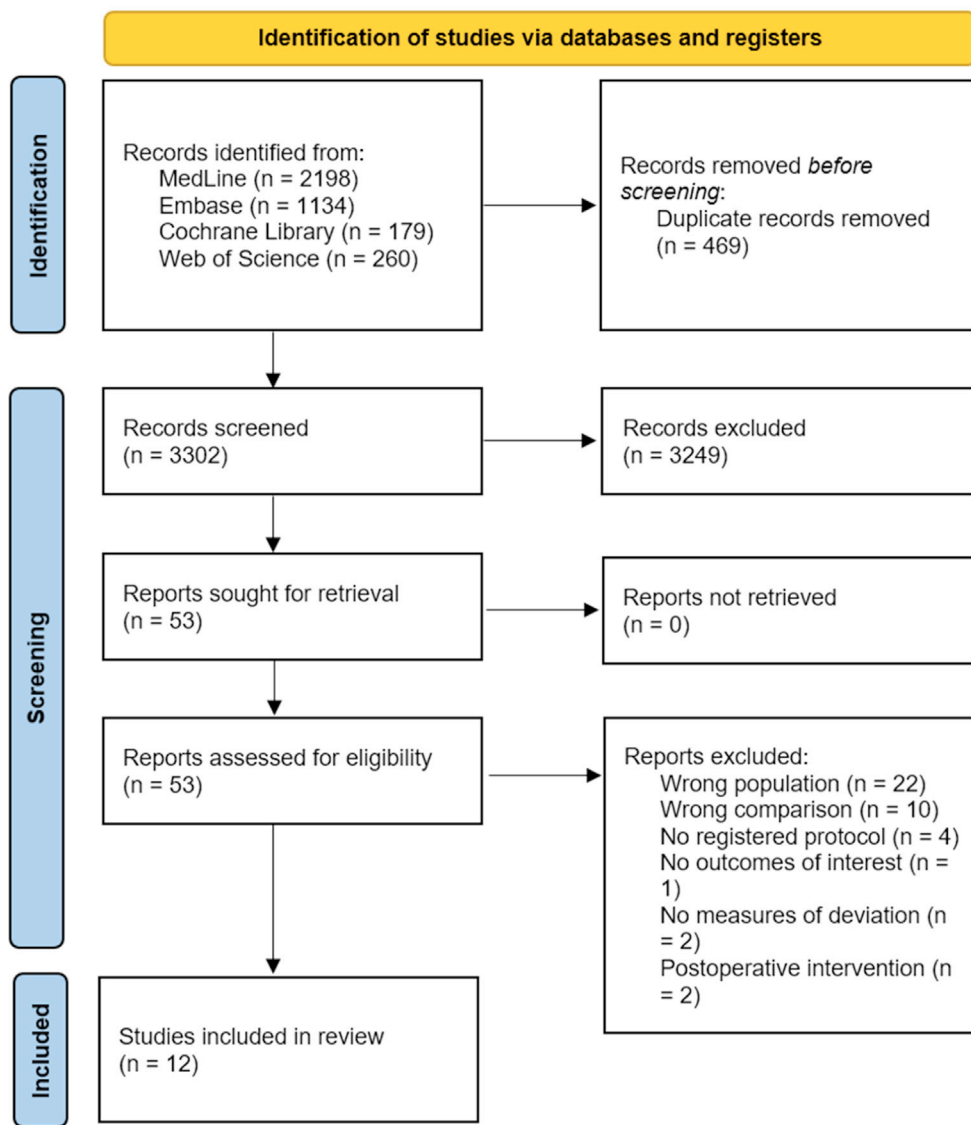 Identification of studies via databases and registers
Identification
Records identified from:
MedLine (n = 2198)
Embase (n = 1134)
Cochrane Library (n = 179)
Web of Science (n = 260)
Records removed before
screening:
Duplicate records removed
(n = 469)
Screening
Records screened
(n = 3302)
Records excluded
(n = 3249)
Reports sought for retrieval
(n = 53)
Reports not retrieved
(n = 0)
Reports assessed for eligibility
(n = 53)
Reports excluded:
Wrong population (n = 22)
Wrong comparison (n = 10)
No registered protocol (n = 4)
No outcomes of interest (n =
1)
No measures of deviation (n
= 2)
Postoperative intervention (n
= 2)
Included
Studies included in review
(n = 12)